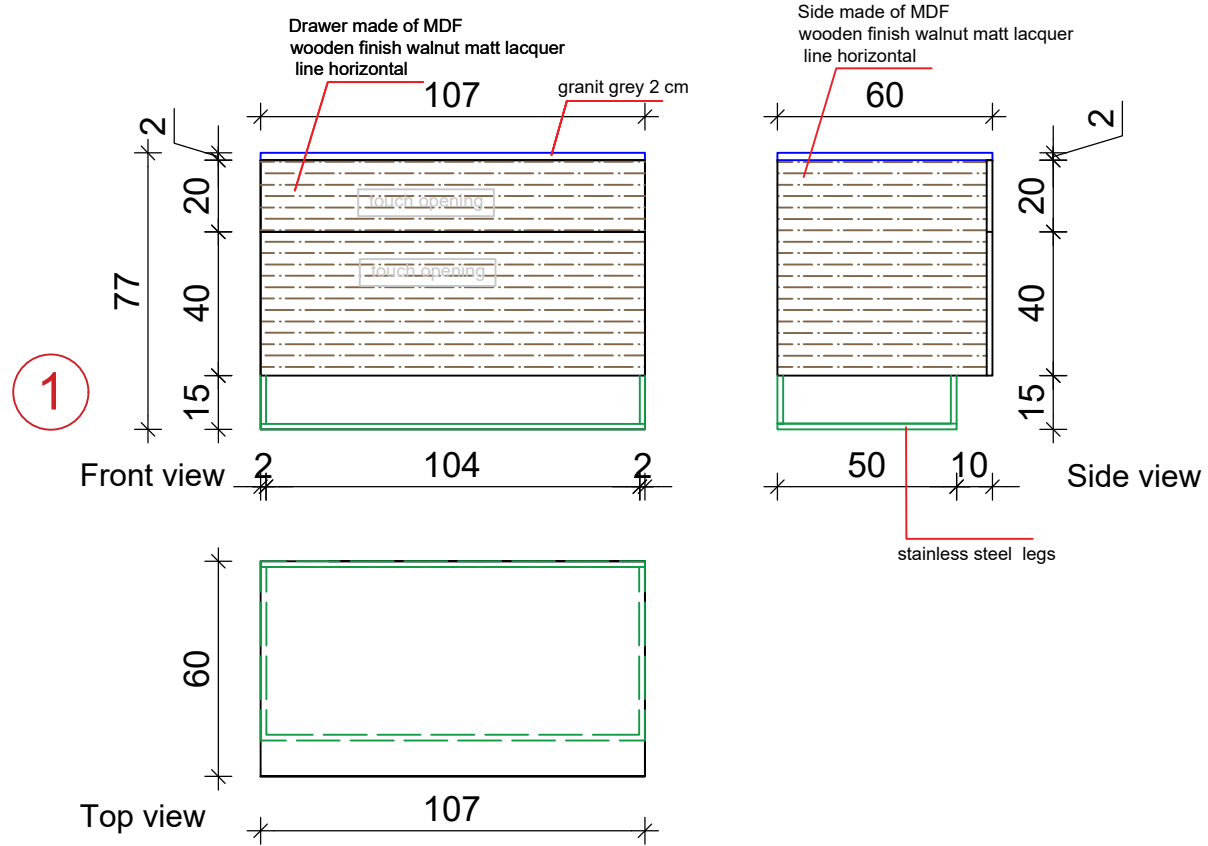 Drawer made of MDF
wooden finish walnut matt lacquer
line horizontal
granit grey 2 cm
107
2
20
40
77
15
touch opening
touch opening
1
Front view
2
104
2
Side made of MDF
wooden finish walnut matt lacquer
line horizontal
60
2
20
40
15
50
10
Side view
stainless steel legs
60
107
Top view